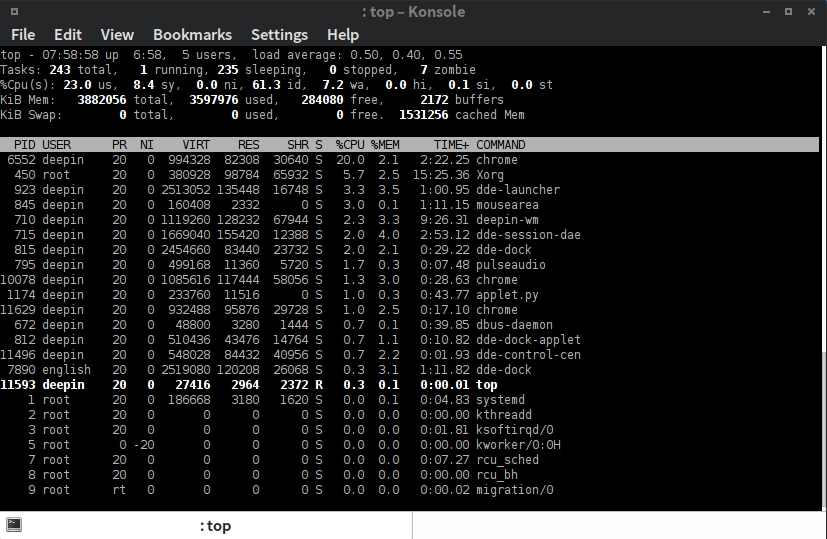 : top – Konsole
File Edit View Bookmarks Settings Help
top - 07:58:58 up  6:58,  5 users,  load average: 0.50, 0.40, 0.55
Tasks: 243 total,   1 running, 235 sleeping,   0 stopped,   7 zombie
%Cpu(s): 23.0 us,  8.4 sy,  0.0 ni, 61.3 id,  7.2 wa,  0.0 hi,  0.1 si,  0.0 st
KiB Mem:   3882056 total,  3597976 used,   284080 free,     2172 buffers
KiB Swap:        0 total,        0 used,        0 free.  1531256 cached Mem
  PID USER      PR  NI    VIRT    RES    SHR S  %CPU %MEM     TIME+ COMMAND
 6552 deepin    20   0  994328  82308  30640 S  20.0  2.1   2:22.25 chrome
  450 root      20   0  380928  98784  65932 S   5.7  2.5  15:25.36 Xorg
  923 deepin    20   0 2513052 135448  16748 S   3.3  3.5   1:00.95 dde-launcher
  845 deepin    20   0  160408   2332      0 S   3.0  0.1   1:11.15 mousearea
  710 deepin    20   0 1119260 128232  67944 S   2.3  3.3   9:26.31 deepin-wm
  715 deepin    20   0 1669040 155420  12388 S   2.0  4.0   2:53.12 dde-session-dae
  815 deepin    20   0 2454660  83440  23732 S   2.0  2.1   0:29.22 dde-dock
  795 deepin    20   0  499168  11360   5720 S   1.7  0.3   0:07.48 pulseaudio
10078 deepin    20   0 1085616 117444  58056 S   1.3  3.0   0:28.63 chrome
 1174 deepin    20   0  233760  11516      0 S   1.0  0.3   0:43.77 applet.py
11629 deepin    20   0  932488  95876  29728 S   1.0  2.5   0:17.10 chrome
  672 deepin    20   0   48800   3280   1444 S   0.7  0.1   0:39.85 dbus-daemon
  812 deepin    20   0  510436  43476  14764 S   0.7  1.1   0:10.82 dde-dock-applet
11496 deepin    20   0  548028  84432  40956 S   0.7  2.2   0:01.93 dde-control-cen
 7890 english   20   0 2519080 120208  26068 S   0.3  3.1   1:11.82 dde-dock
11593 deepin    20   0   27416   2964   2372 R   0.3  0.1   0:00.01 top
    1 root      20   0  186668   3180   1620 S   0.0  0.1   0:04.83 systemd
    2 root      20   0       0      0      0 S   0.0  0.0   0:00.00 kthreadd
    3 root      20   0       0      0      0 S   0.0  0.0   0:01.81 ksoftirqd/0
    5 root       0 -20       0      0      0 S   0.0  0.0   0:00.00 kworker/0:0H
    7 root      20   0       0      0      0 S   0.0  0.0   0:07.27 rcu_sched
    8 root      20   0       0      0      0 S   0.0  0.0   0:00.00 rcu_bh
    9 root      rt   0       0      0      0 S   0.0  0.0   0:00.02 migration/0
: top